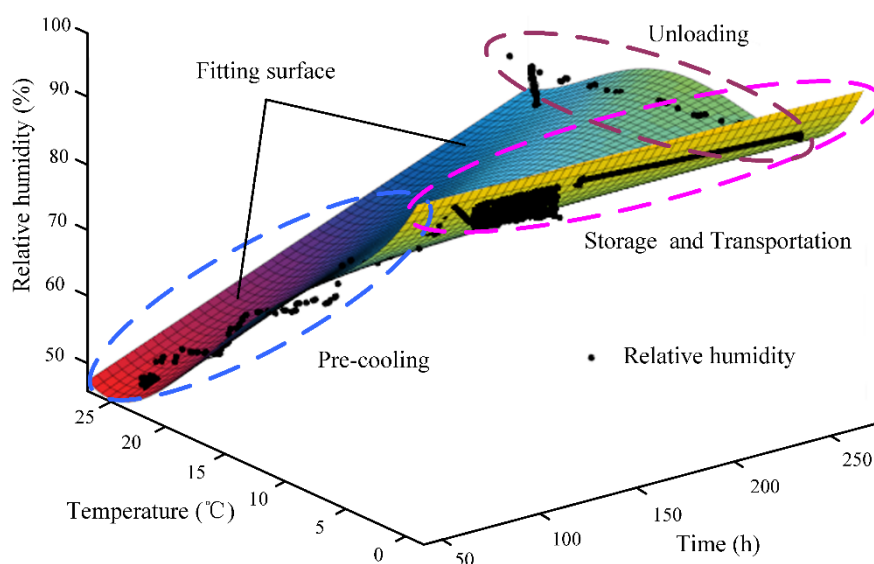 100
90
80
70
60
50
Relative humidity (%)
Fitting surface
Unloading
Storage and Transportation
Pre-cooling
Relative humidity
25
20
15
10
5
0
Temperature (℃)
50
100
150
200
250
Time (h)